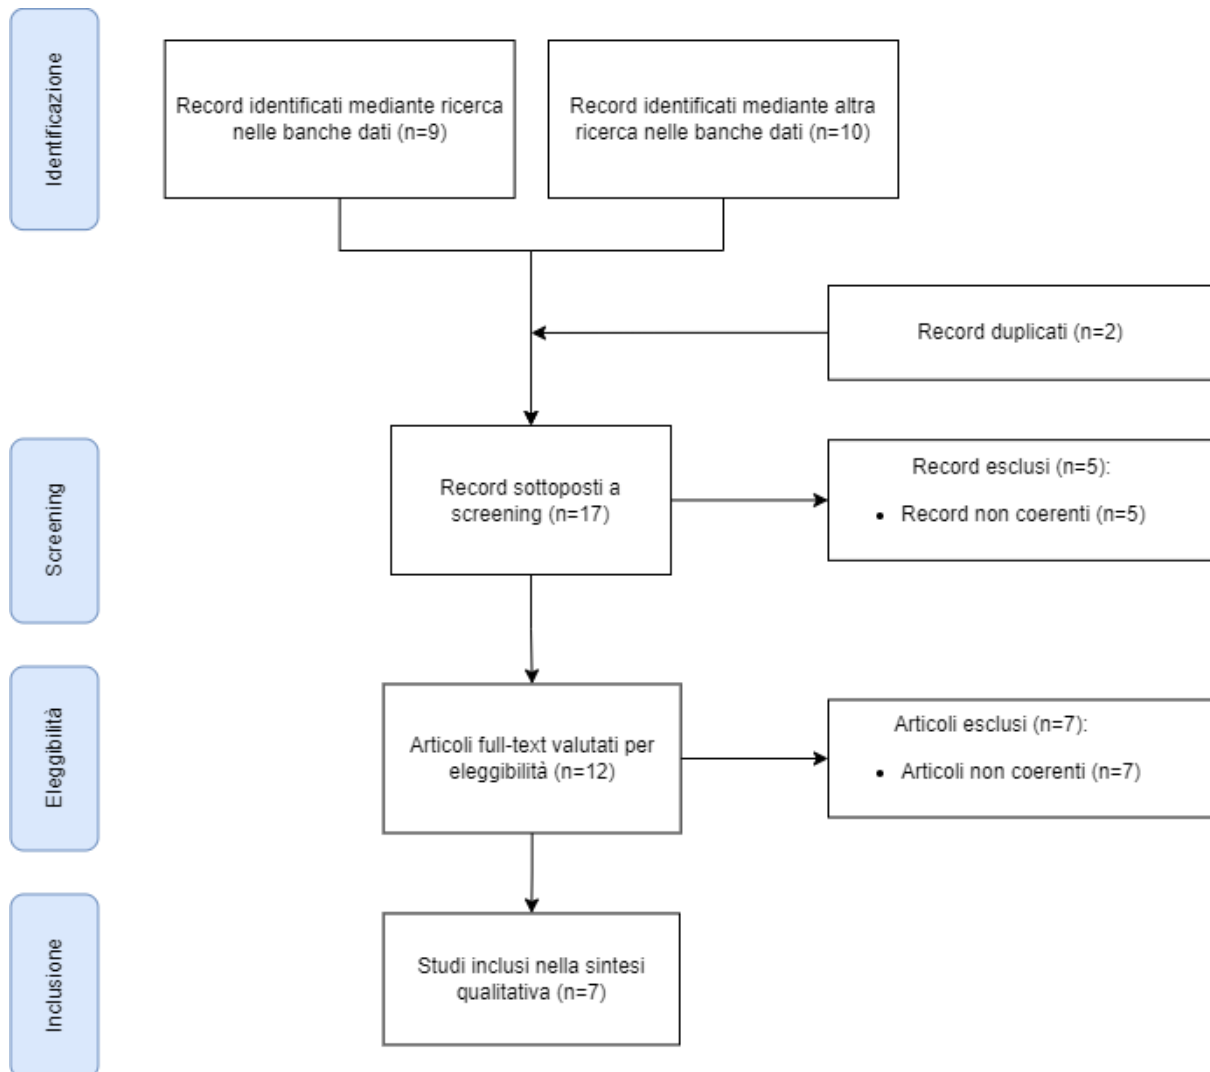 Identificazione
Record identificati mediante ricerca
nelle banche dati (n=9)
Record identificati mediante altra
ricerca nelle banche dati (n=10)
Record duplicati (n=2)
Screening
Record sottoposti a
screening (n=17)
Record esclusi (n=5):
• Record non coerenti (n=5)
Eleggibilità
Articoli full-text valutati per
eleggibilità (n=12)
Articoli esclusi (n=7):
• Articoli non coerenti (n=7)
Inclusione
Studi inclusi nella sintesi
qualitativa (n=7)